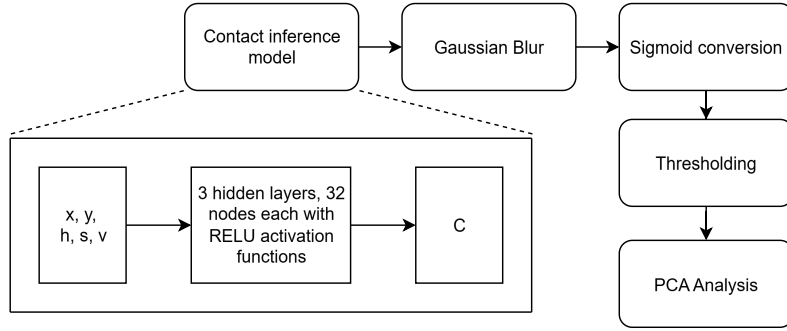 Contact inference
model
Gaussian Blur
Sigmoid conversion
Thresholding
PCA Analysis
x, y,
h, s, v
3 hidden layers, 32
nodes each with
RELU activation
functions
C